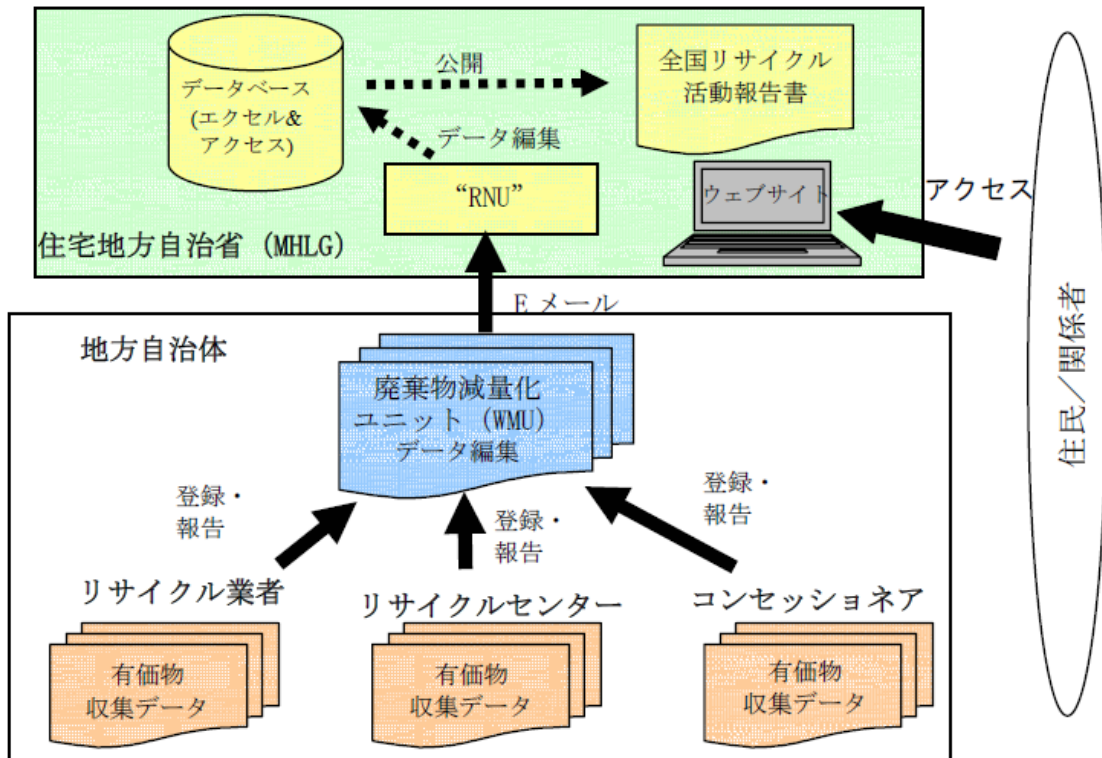 データベース
(エクセル&
アクセス)
公開
全国リサイクル
活動報告書
データ編集
“RNU”
ウェブサイト
アクセス
住宅地方自治省 (MHLG)
Eメール
住民／関係者
地方自治体
廃棄物減量化
ユニット (WMU)
データ編集
登録・
報告
登録・
報告
登録・
報告
リサイクル業者
リサイクルセンター
コンセッショネア
有価物
収集データ
有価物
収集データ
有価物
収集データ